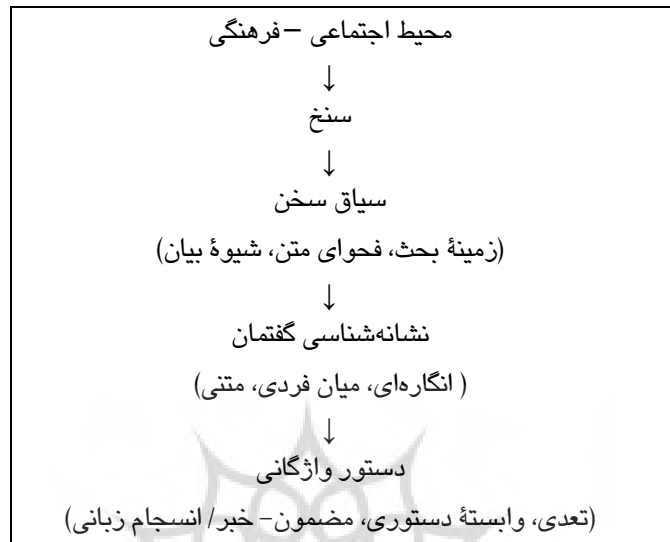 محیط اجتماعی – فرهنگی
↓
سنخ
↓
سیاق سخن
(زمینهٔ بحث، فحوای متن، شیوهٔ بیان)
↓
نشانه‌شناسی گفتمان
( انگاره‌ای، میان فردی، متنی)
↓
دستور واژگانی
(تعدی، وابستهٔ دستوری، مضمون- خبر/ انسجام زبانی)